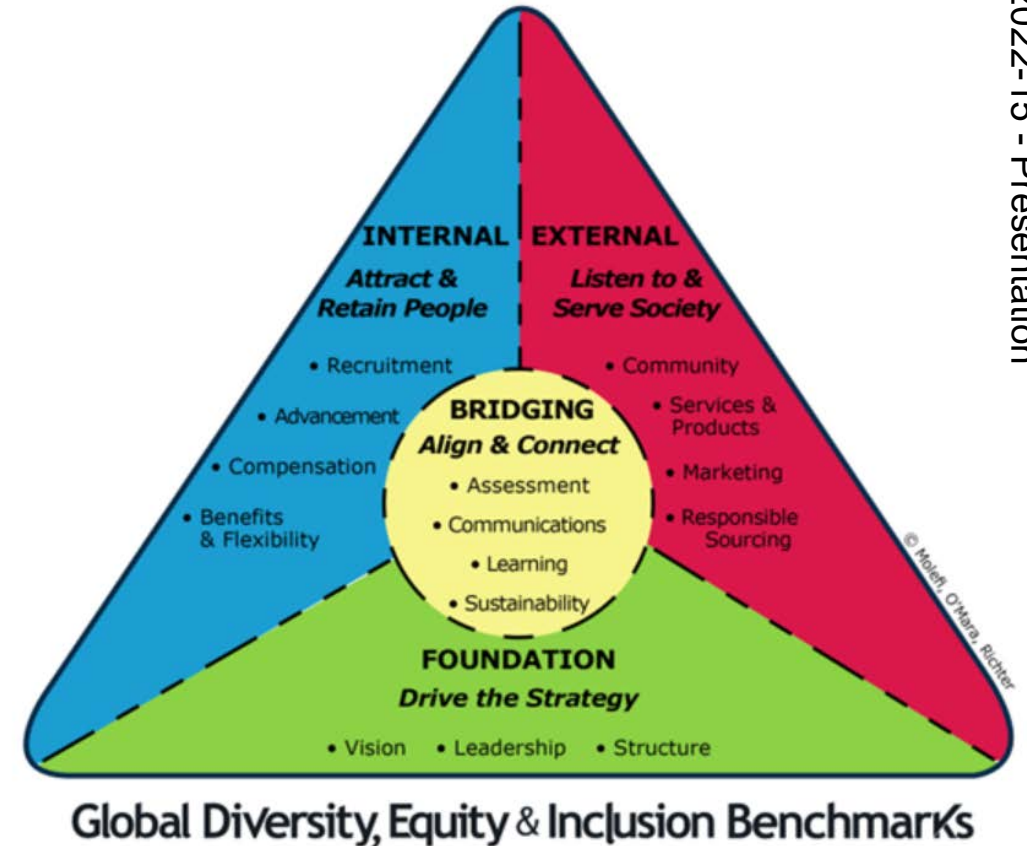 INTERNAL
Attract &
Retain People
• Recruitment
• Advancement
• Compensation
• Benefits
& Flexibility
EXTERNAL
Listen to &
Serve Society
• Community
• Services &
Products
• Marketing
• Responsible
Sourcing
BRIDGING
Align & Connect
• Assessment
• Communications
• Learning
• Sustainability
FOUNDATION
Drive the Strategy
• Vision • Leadership • Structure
© Molefi, O'Mara, Richter
Global Diversity, Equity & Inclusion Benchmarks
2022-15 - Presentation